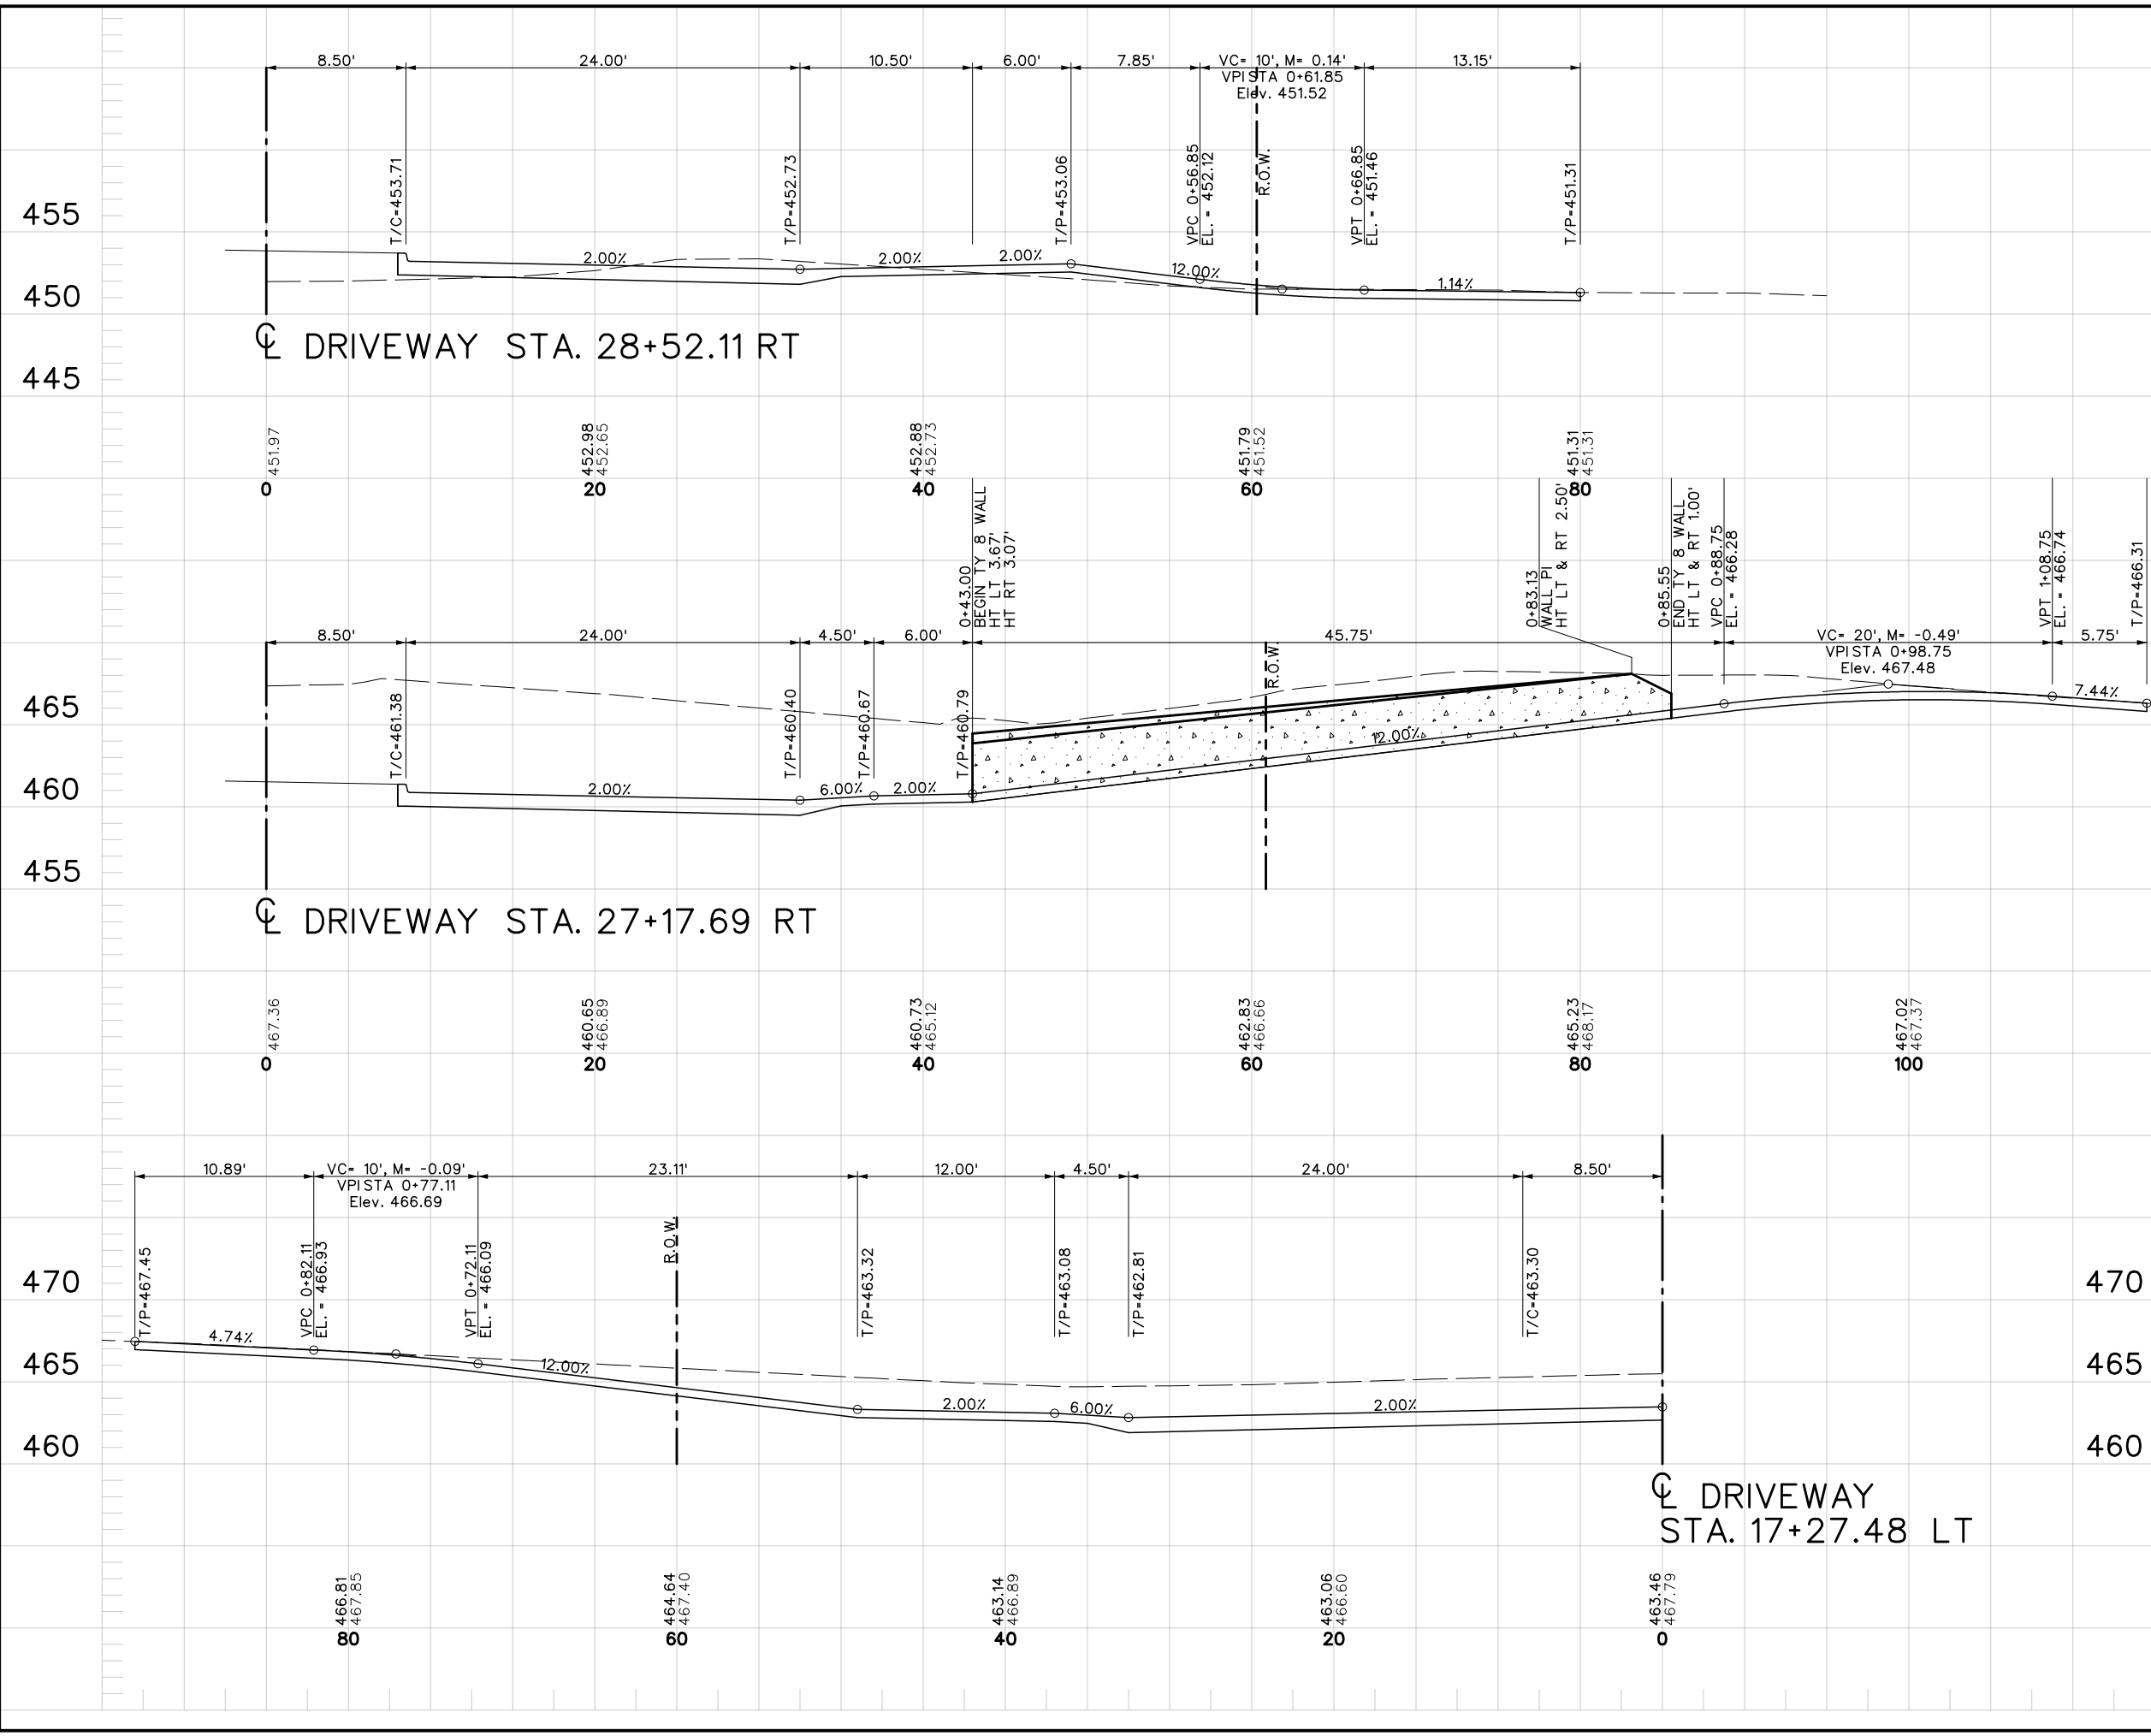 8.50'
24.00'
10.50'
6.00'
7.85'
VC= 10', M= 0.14'
VPI STA 0+61.85
Elev. 451.52
13.15'
T/C=453.71
T/P=452.73
T/P=453.06
VPC 0+56.85
EL. = 452.12
R.O.W.
VPT 0+66.85
EL. = 451.46
T/P=451.31
455
450
445
2.00%
2.00%
2.00%
12.00%
1.14%
℄ DRIVEWAY STA. 28+52.11 RT
451.97
452.98
452.65
452.88
452.73
451.79
451.52
451.31
451.31
0
20
40
60
80
0+43.00
BEGIN TY 8 WALL
HT LT 3.67'
HT RT 3.07'
0+83.13
WALL PI
HT LT & RT 2.50'
0+85.55
END TY 8 WALL
HT LT & RT 1.00'
VPC 0+88.75
EL. = 466.28
VPT 1+08.75
EL. = 466.74
T/P=466.31
8.50'
24.00'
4.50'
6.00'
45.75'
VC= 20', M= -0.49'
VPI STA 0+98.75
Elev. 467.48
5.75'
R.O.W.
T/C=461.38
T/P=460.40
T/P=460.67
T/P=460.79
465
460
455
2.00%
6.00%
2.00%
12.00%
7.44%
℄ DRIVEWAY STA. 27+17.69 RT
467.36
460.65
466.89
460.73
465.12
462.83
466.66
465.23
468.17
467.02
467.37
0
20
40
60
80
100
10.89'
VC= 10', M= -0.09'
VPI STA 0+77.11
Elev. 466.69
23.11'
12.00'
4.50'
24.00'
8.50'
T/P=467.45
VPC 0+82.11
EL. = 466.93
VPT 0+72.11
EL. = 466.09
R.O.W.
T/P=463.32
T/P=463.08
T/P=462.81
T/C=463.30
470
470
465
465
460
460
4.74%
12.00%
2.00%
6.00%
2.00%
℄ DRIVEWAY
STA. 17+27.48 LT
466.81
467.85
464.64
467.40
463.14
466.89
463.06
466.60
463.46
467.79
80
60
40
20
0